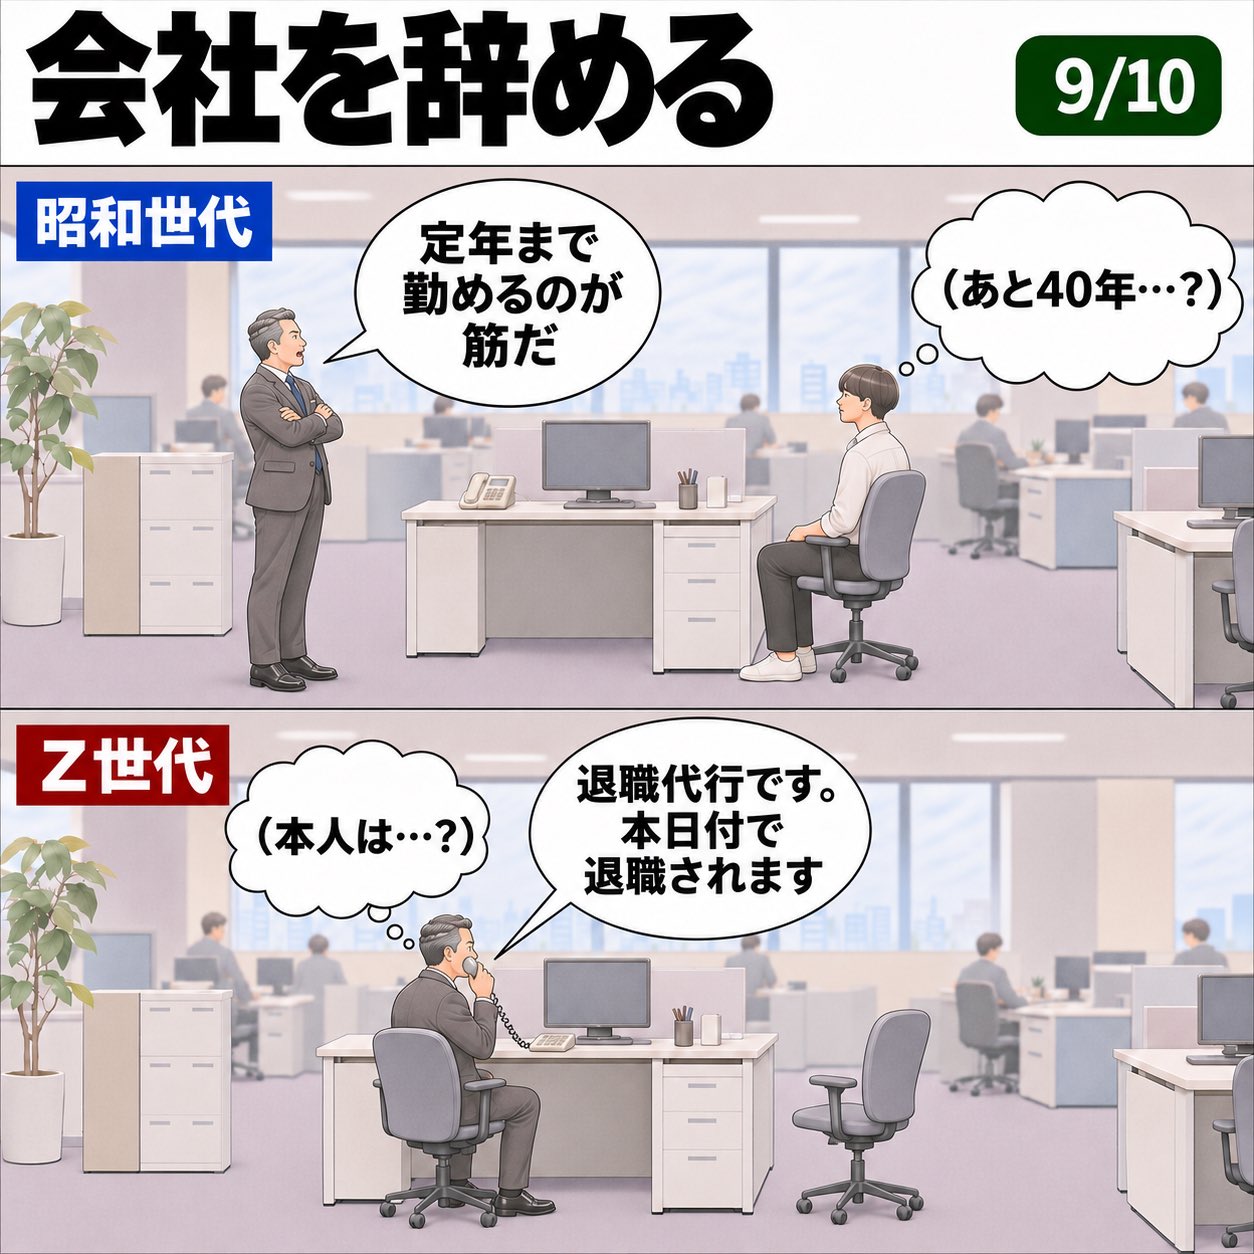 会社を辞める
9/10
昭和世代
定年まで
勤めるのが
筋だ
（あと40年…？）
Z世代
（本人は…？）
退職代行です。
本日付で
退職されます